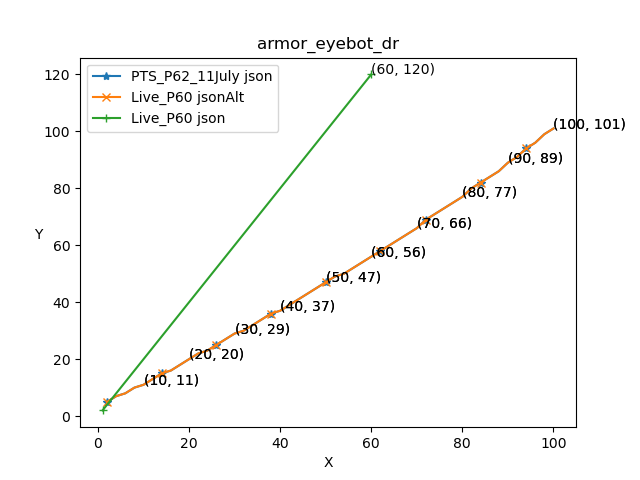 armor_eyebot_dr
PTS_P62_11July json
Live_P60 jsonAlt
Live_P60 json
(60, 120)
(100, 101)
(90, 89)
(80, 77)
(70, 66)
(60, 56)
(50, 47)
(40, 37)
(30, 29)
(20, 20)
(10, 11)
120
100
80
60
40
20
0
Y
0 20 40 60 80 100
X